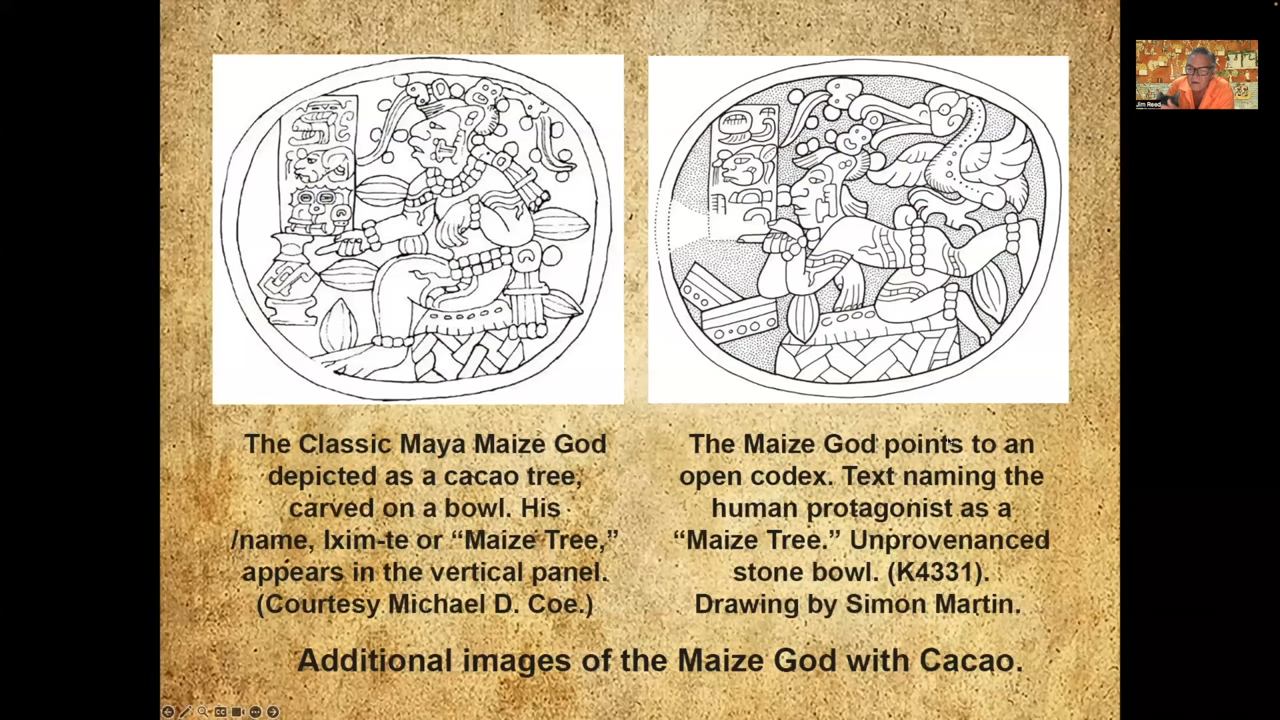 The Classic Maya Maize God
depicted as a cacao tree,
carved on a bowl. His
/name, Ixim-te or “Maize Tree,”
appears in the vertical panel.
(Courtesy Michael D. Coe.)
The Maize God points to an
open codex. Text naming the
human protagonist as a
“Maize Tree.” Unprovenanced
stone bowl. (K4331).
Drawing by Simon Martin.
Additional images of the Maize God with Cacao.
Jim Reed